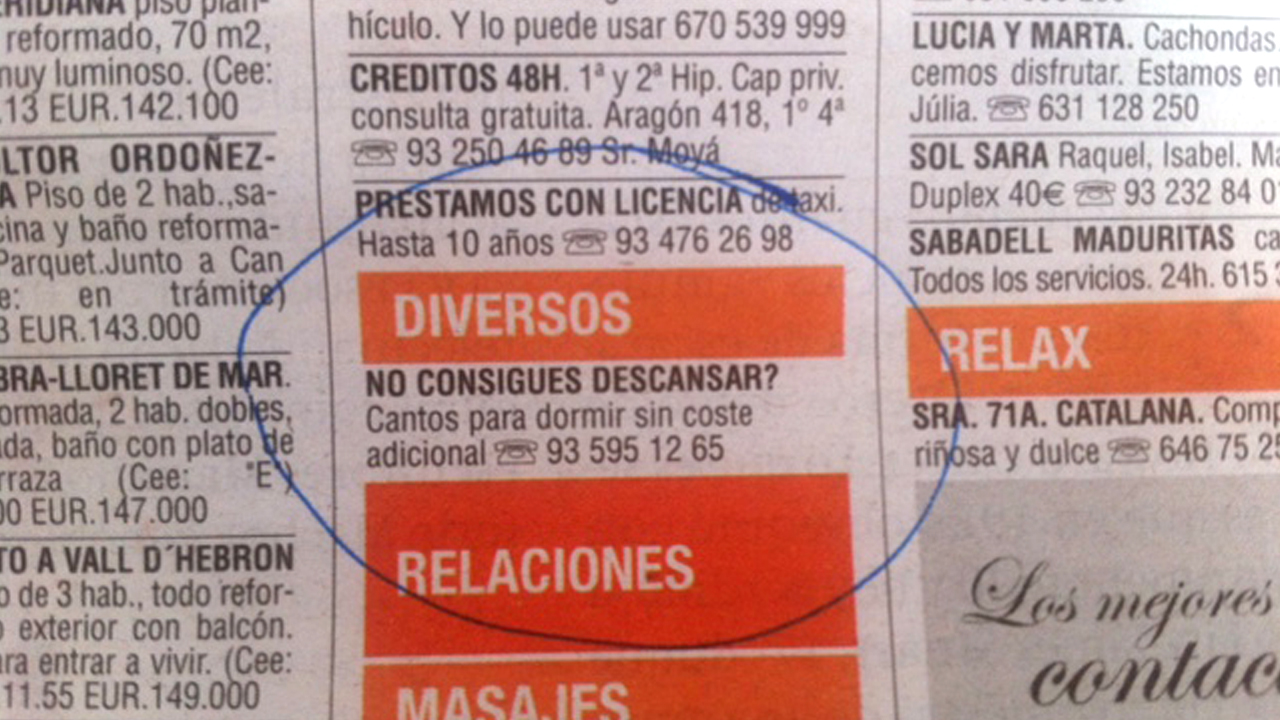 ERIDIANA piso plan-
reformado, 70 m2,
muy luminoso. (Cee:
.13 EUR.142.100
LTOR ORDOÑEZ-
A Piso de 2 hab.,sa-
cina y baño reforma-
Parquet.Junto a Can
e: en trámite)
3 EUR.143.000
BRA-LLORET DE MAR.
formada, 2 hab. dobles,
ada, baño con plato de
rraza (Cee: "E")
00 EUR.147.000
TO A VALL D´HEBRON
o de 3 hab., todo refor-
o exterior con balcón.
ara entrar a vivir. (Cee:
11.55 EUR.149.000
hículo. Y lo puede usar 670 539 999
CREDITOS 48H. 1ª y 2ª Hip. Cap priv.
consulta gratuita. Aragón 418, 1º 4ª
☏ 93 250 46 89 Sr. Moyá
PRESTAMOS CON LICENCIA de taxi.
Hasta 10 años ☏ 93 476 26 98
DIVERSOS
NO CONSIGUES DESCANSAR?
Cantos para dormir sin coste
adicional ☏ 93 595 12 65
RELACIONES
MASAJES
LUCIA Y MARTA. Cachondas
cemos disfrutar. Estamos en
Júlia. ☏ 631 128 250
SOL SARA Raquel, Isabel. Ma
Duplex 40€ ☏ 93 232 84 0
SABADELL MADURITAS ca
Todos los servicios. 24h. 615
RELAX
SRA. 71A. CATALANA. Comp
riñosa y dulce ☏ 646 75 25
Los mejores
contac